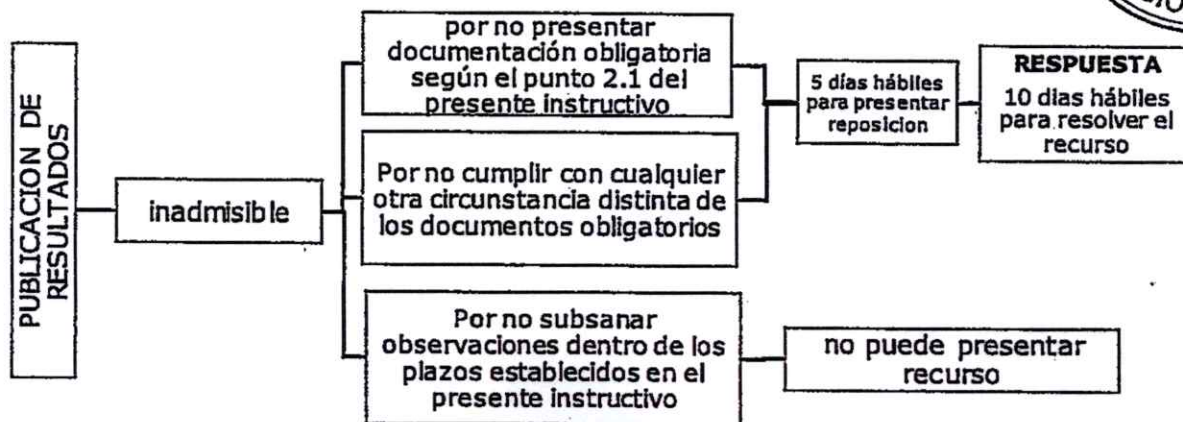 PUBLICACION DE
RESULTADOS
inadmisible
por no presentar
documentación obligatoria
según el punto 2.1 del
presente instructivo
Por no cumplir con cualquier
otra circunstancia distinta de
los documentos obligatorios
Por no subsanar
observaciones dentro de los
plazos establecidos en el
presente instructivo
5 días hábiles
para presentar
reposicion
RESPUESTA
10 dias hábiles
para resolver el
recurso
no puede presentar
recurso